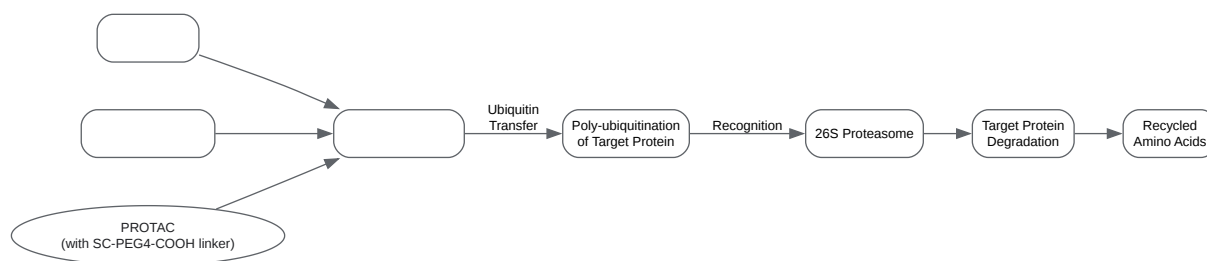 PROTAC
(with SC-PEG4-COOH linker)
Ubiquitin
Transfer
Poly-ubiquitination
of Target Protein
Recognition
26S Proteasome
Target Protein
Degradation
Recycled
Amino Acids